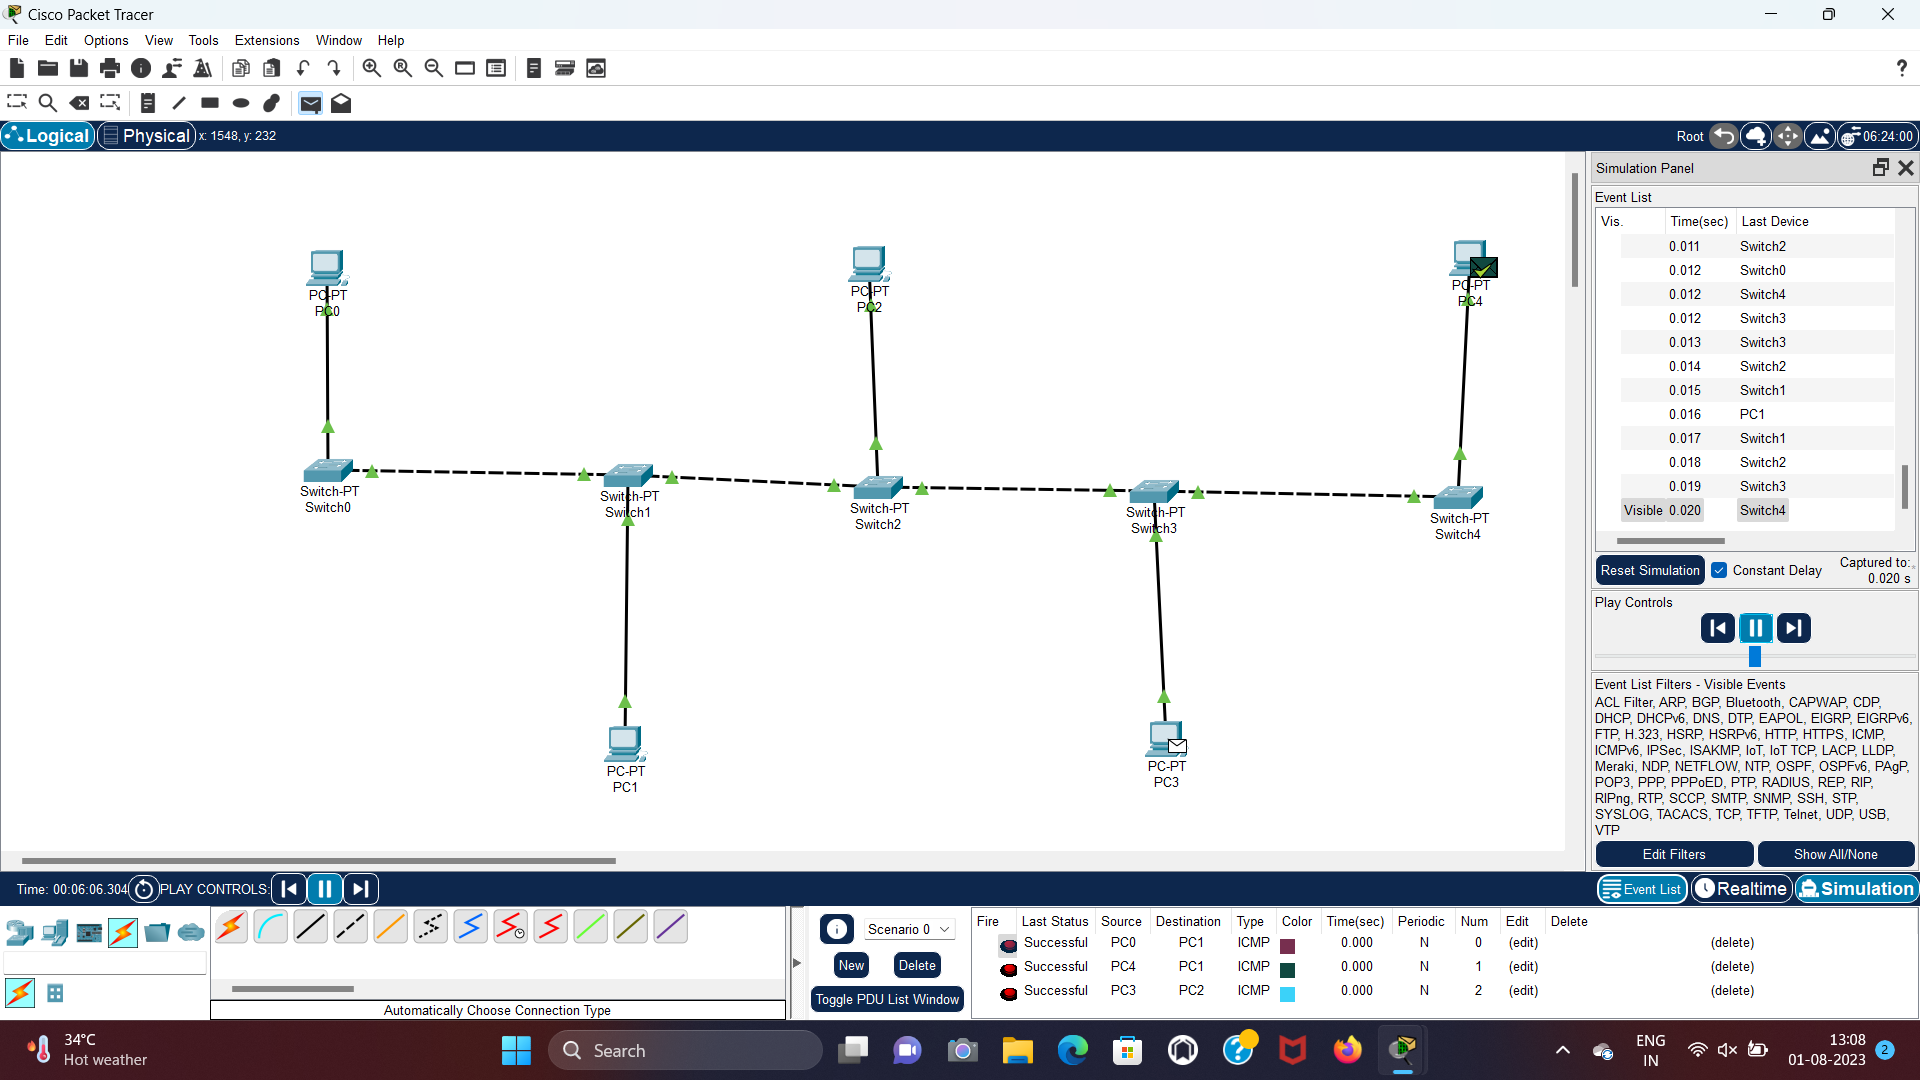 Cisco Packet Tracer
File Edit Options View Tools Extensions Window Help
Logical Physical x: 1548, y: 232 Root 06:24:00
PC-PT
PC0
PC-PT
PC2
PC-PT
PC4
Switch-PT
Switch0
Switch-PT
Switch1
Switch-PT
Switch2
Switch-PT
Switch3
Switch-PT
Switch4
PC-PT
PC1
PC-PT
PC3
Simulation Panel
Event List
Vis. Time(sec) Last Device
0.011 Switch2
0.012 Switch0
0.012 Switch4
0.012 Switch3
0.013 Switch3
0.014 Switch2
0.015 Switch1
0.016 PC1
0.017 Switch1
0.018 Switch2
0.019 Switch3
Visible 0.020 Switch4
Reset Simulation Constant Delay Captured to:
0.020 s
Play Controls
Event List Filters - Visible Events
ACL Filter, ARP, BGP, Bluetooth, CAPWAP, CDP,
DHCP, DHCPv6, DNS, DTP, EAPOL, EIGRP, EIGRPv6,
FTP, H.323, HSRP, HSRPv6, HTTP, HTTPS, ICMP,
ICMPv6, IPSec, ISAKMP, IoT, IoT TCP, LACP, LLDP,
Meraki, NDP, NETFLOW, NTP, OSPF, OSPFv6, PAgP,
POP3, PPP, PPPoED, PTP, RADIUS, REP, RIP,
RIPng, RTP, SCCP, SMTP, SNMP, SSH, STP,
SYSLOG, TACACS, TCP, TFTP, Telnet, UDP, USB,
VTP
Edit Filters Show All/None
Time: 00:06:06.304 PLAY CONTROLS: Event List Realtime Simulation
Automatically Choose Connection Type
Scenario 0
New Delete
Toggle PDU List Window
Fire Last Status Source Destination Type Color Time(sec) Periodic Num Edit Delete
Successful PC0 PC1 ICMP 0.000 N 0 (edit) (delete)
Successful PC4 PC1 ICMP 0.000 N 1 (edit) (delete)
Successful PC3 PC2 ICMP 0.000 N 2 (edit) (delete)
34°C
Hot weather
Search
ENG
IN
13:08
01-08-2023
2